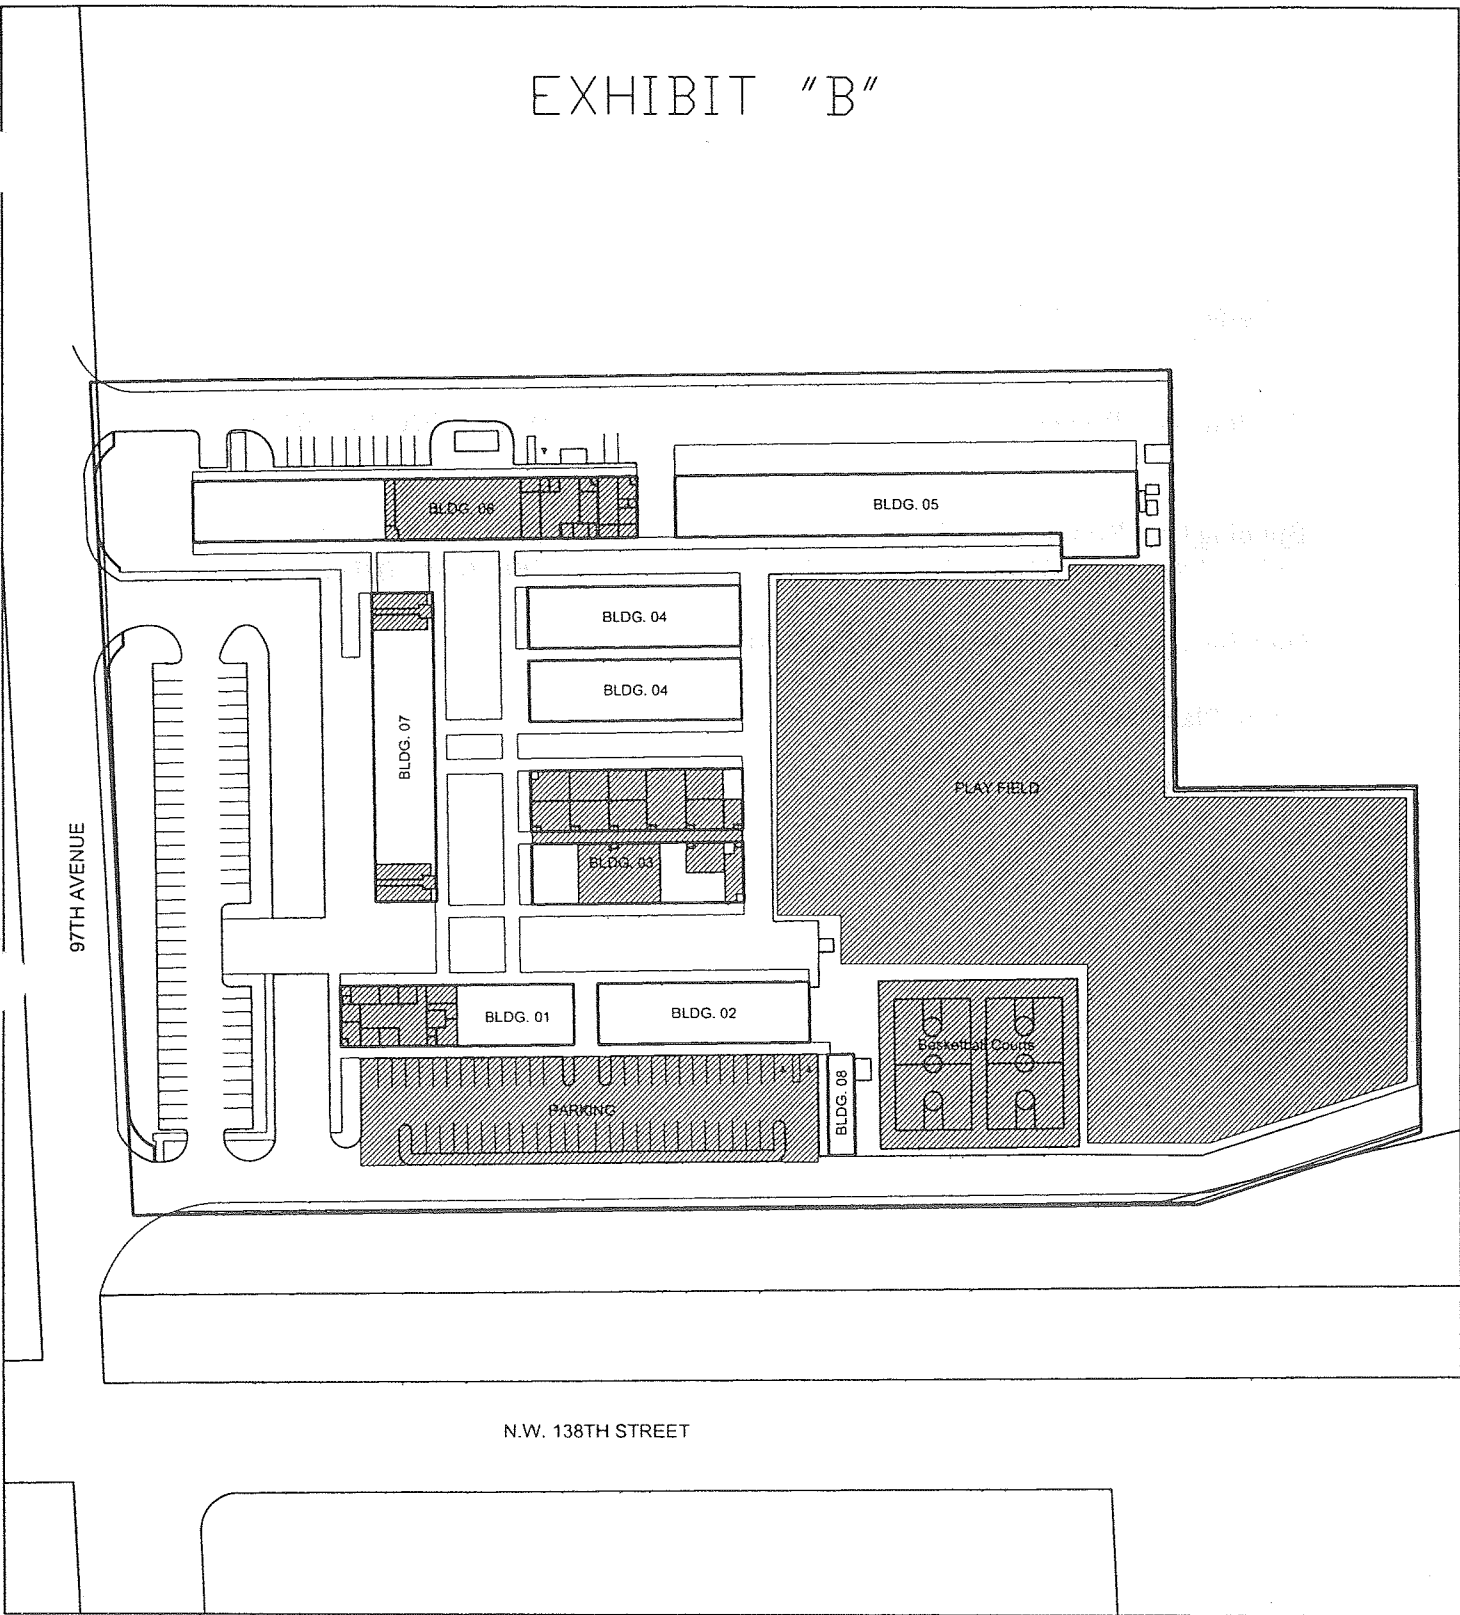 EXHIBIT "B"
BLDG. 06
BLDG. 05
BLDG. 04
BLDG. 04
BLDG. 07
PLAY FIELD
BLDG. 03
97TH AVENUE
BLDG. 01
BLDG. 02
Basketball Courts
BLDG. 08
PARKING
N.W. 138TH STREET